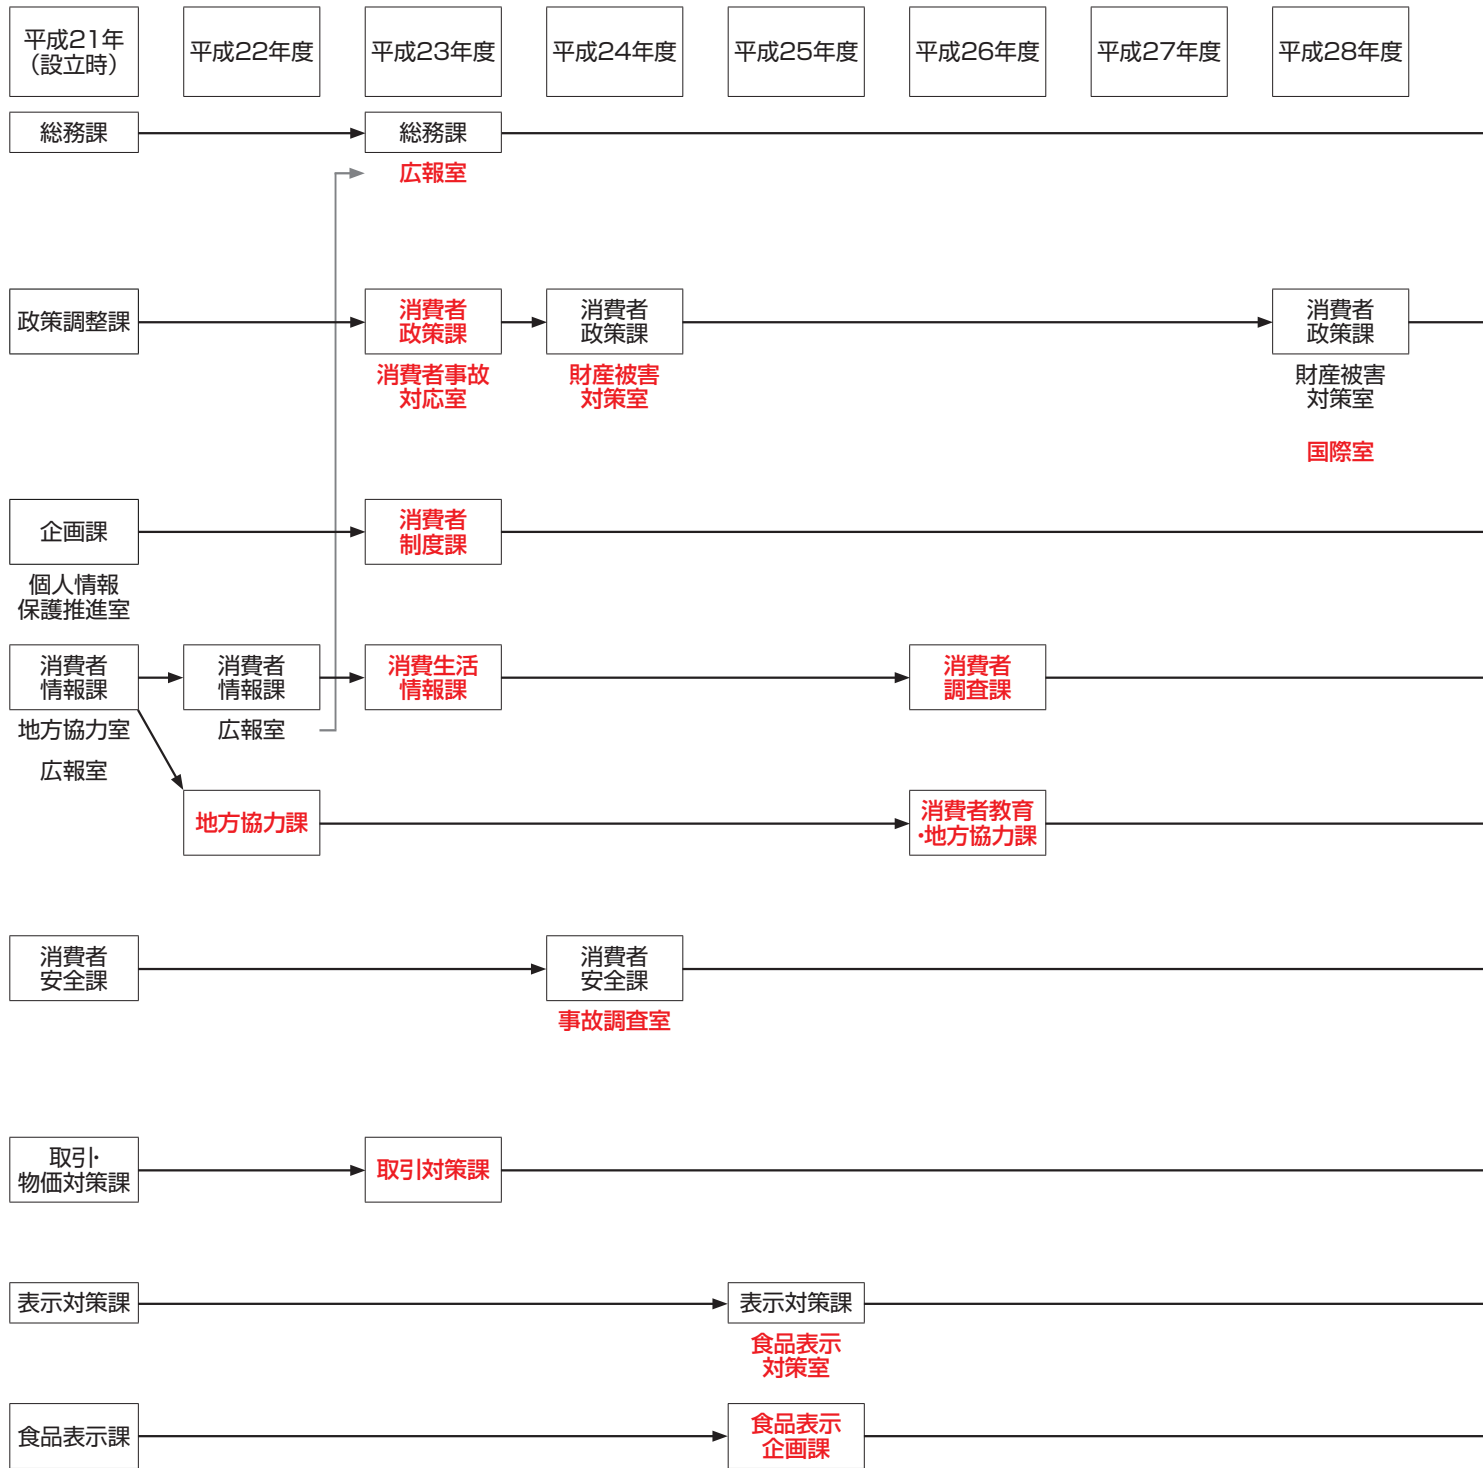 平成21年
（設立時）
平成22年度
平成23年度
平成24年度
平成25年度
平成26年度
平成27年度
平成28年度
総務課
総務課
広報室
政策調整課
消費者
政策課
消費者事故
対応室
消費者
政策課
財産被害
対策室
消費者
政策課
財産被害
対策室
国際室
企画課
個人情報
保護推進室
消費者
制度課
消費者
情報課
地方協力室
広報室
消費者
情報課
広報室
消費生活
情報課
消費者
調査課
地方協力課
消費者教育
・地方協力課
消費者
安全課
消費者
安全課
事故調査室
取引・
物価対策課
取引対策課
表示対策課
表示対策課
食品表示
対策室
食品表示課
食品表示
企画課